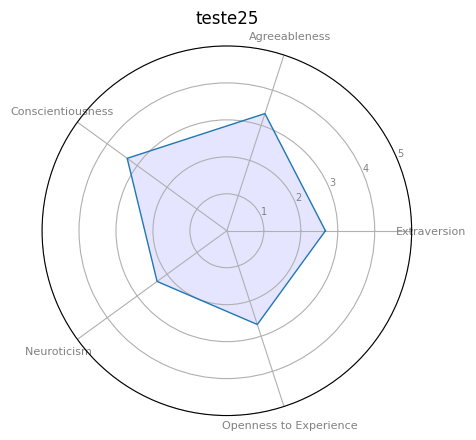 teste25
Agreeableness
Conscientiousness
5
4
3
2
1
Extraversion
Neuroticism
Openness to Experience